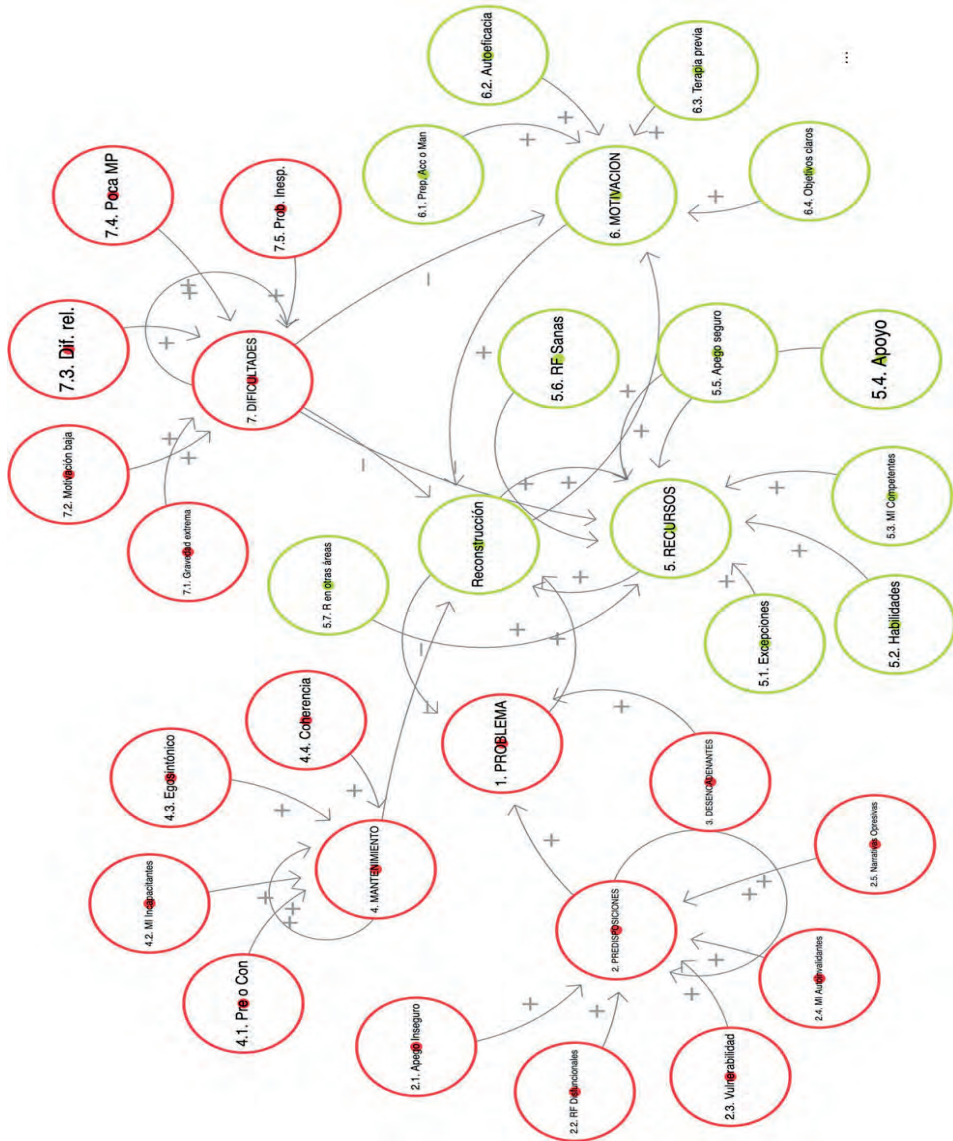 4.1. Pre o Con
4.2. MI Incapacitantes
4.3. Egosintónico
4.4. Coherencia
4. MANTENIMIENTO
2.1. Apego Inseguro
2.2. RF Disfuncionales
2.3. Vulnerabilidad
2.4. MI Autoinvalidantes
2.5. Narrativas Opresivas
2. PREDISPOSICIONES
3. DESENCADENANTES
1. PROBLEMA
7.1. Gravedad extrema
7.2. Motivación baja
7.3. Dif. rel.
7.4. Poca MP
7.5. Prob. Inesp.
7. DIFICULTADES
5.7. R en otras áreas
Reconstrucción
5.6. RF Sanas
5. RECURSOS
5.1. Excepciones
5.2. Habilidades
5.3. MI Competentes
5.4. Apoyo
5.5. Apego seguro
6.1. Prep. Acc o Man
6.2. Autoeficacia
6. MOTIVACION
6.3. Terapia previa
6.4. Objetivos claros
...